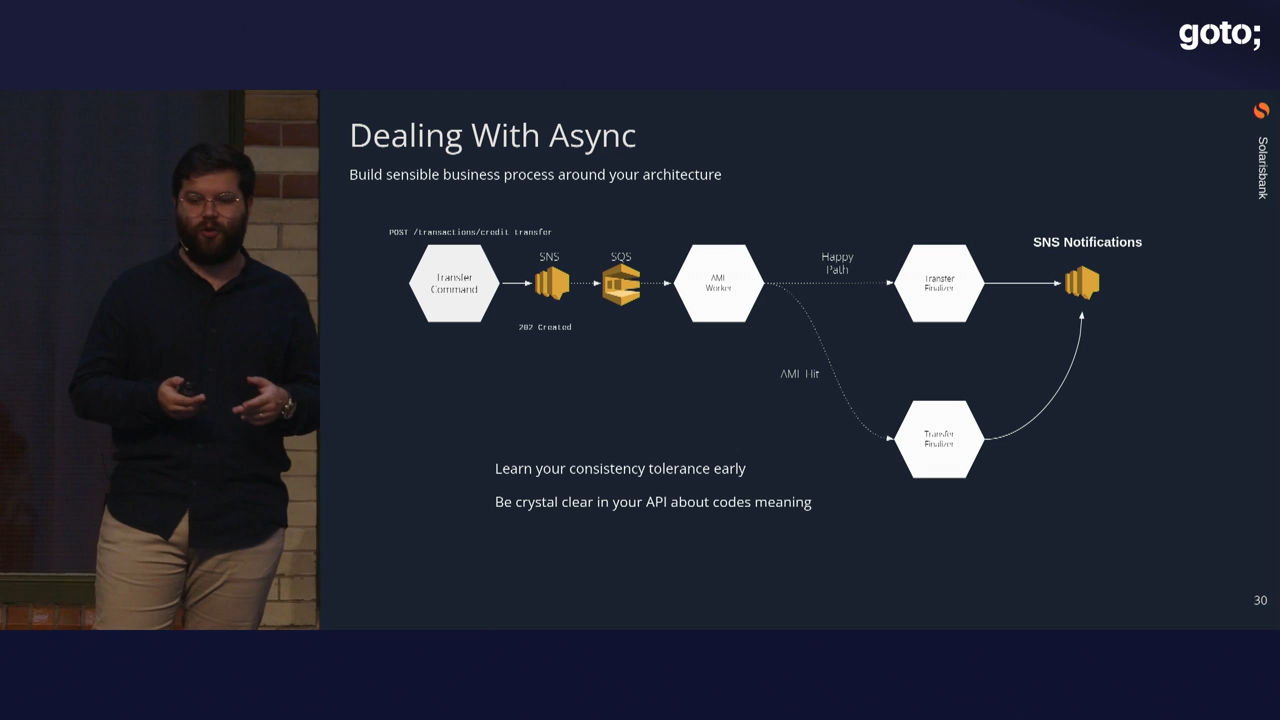 goto;
Solarisbank
Dealing With Async
Build sensible business process around your architecture
POST /transactions/credit transfer
SNS
SQS
Transfer
Command
202 Created
AML
Worker
Happy
Path
AML Hit
Transfer
Finalizer
SNS Notifications
Transfer
Finalizer
Learn your consistency tolerance early
Be crystal clear in your API about codes meaning
30